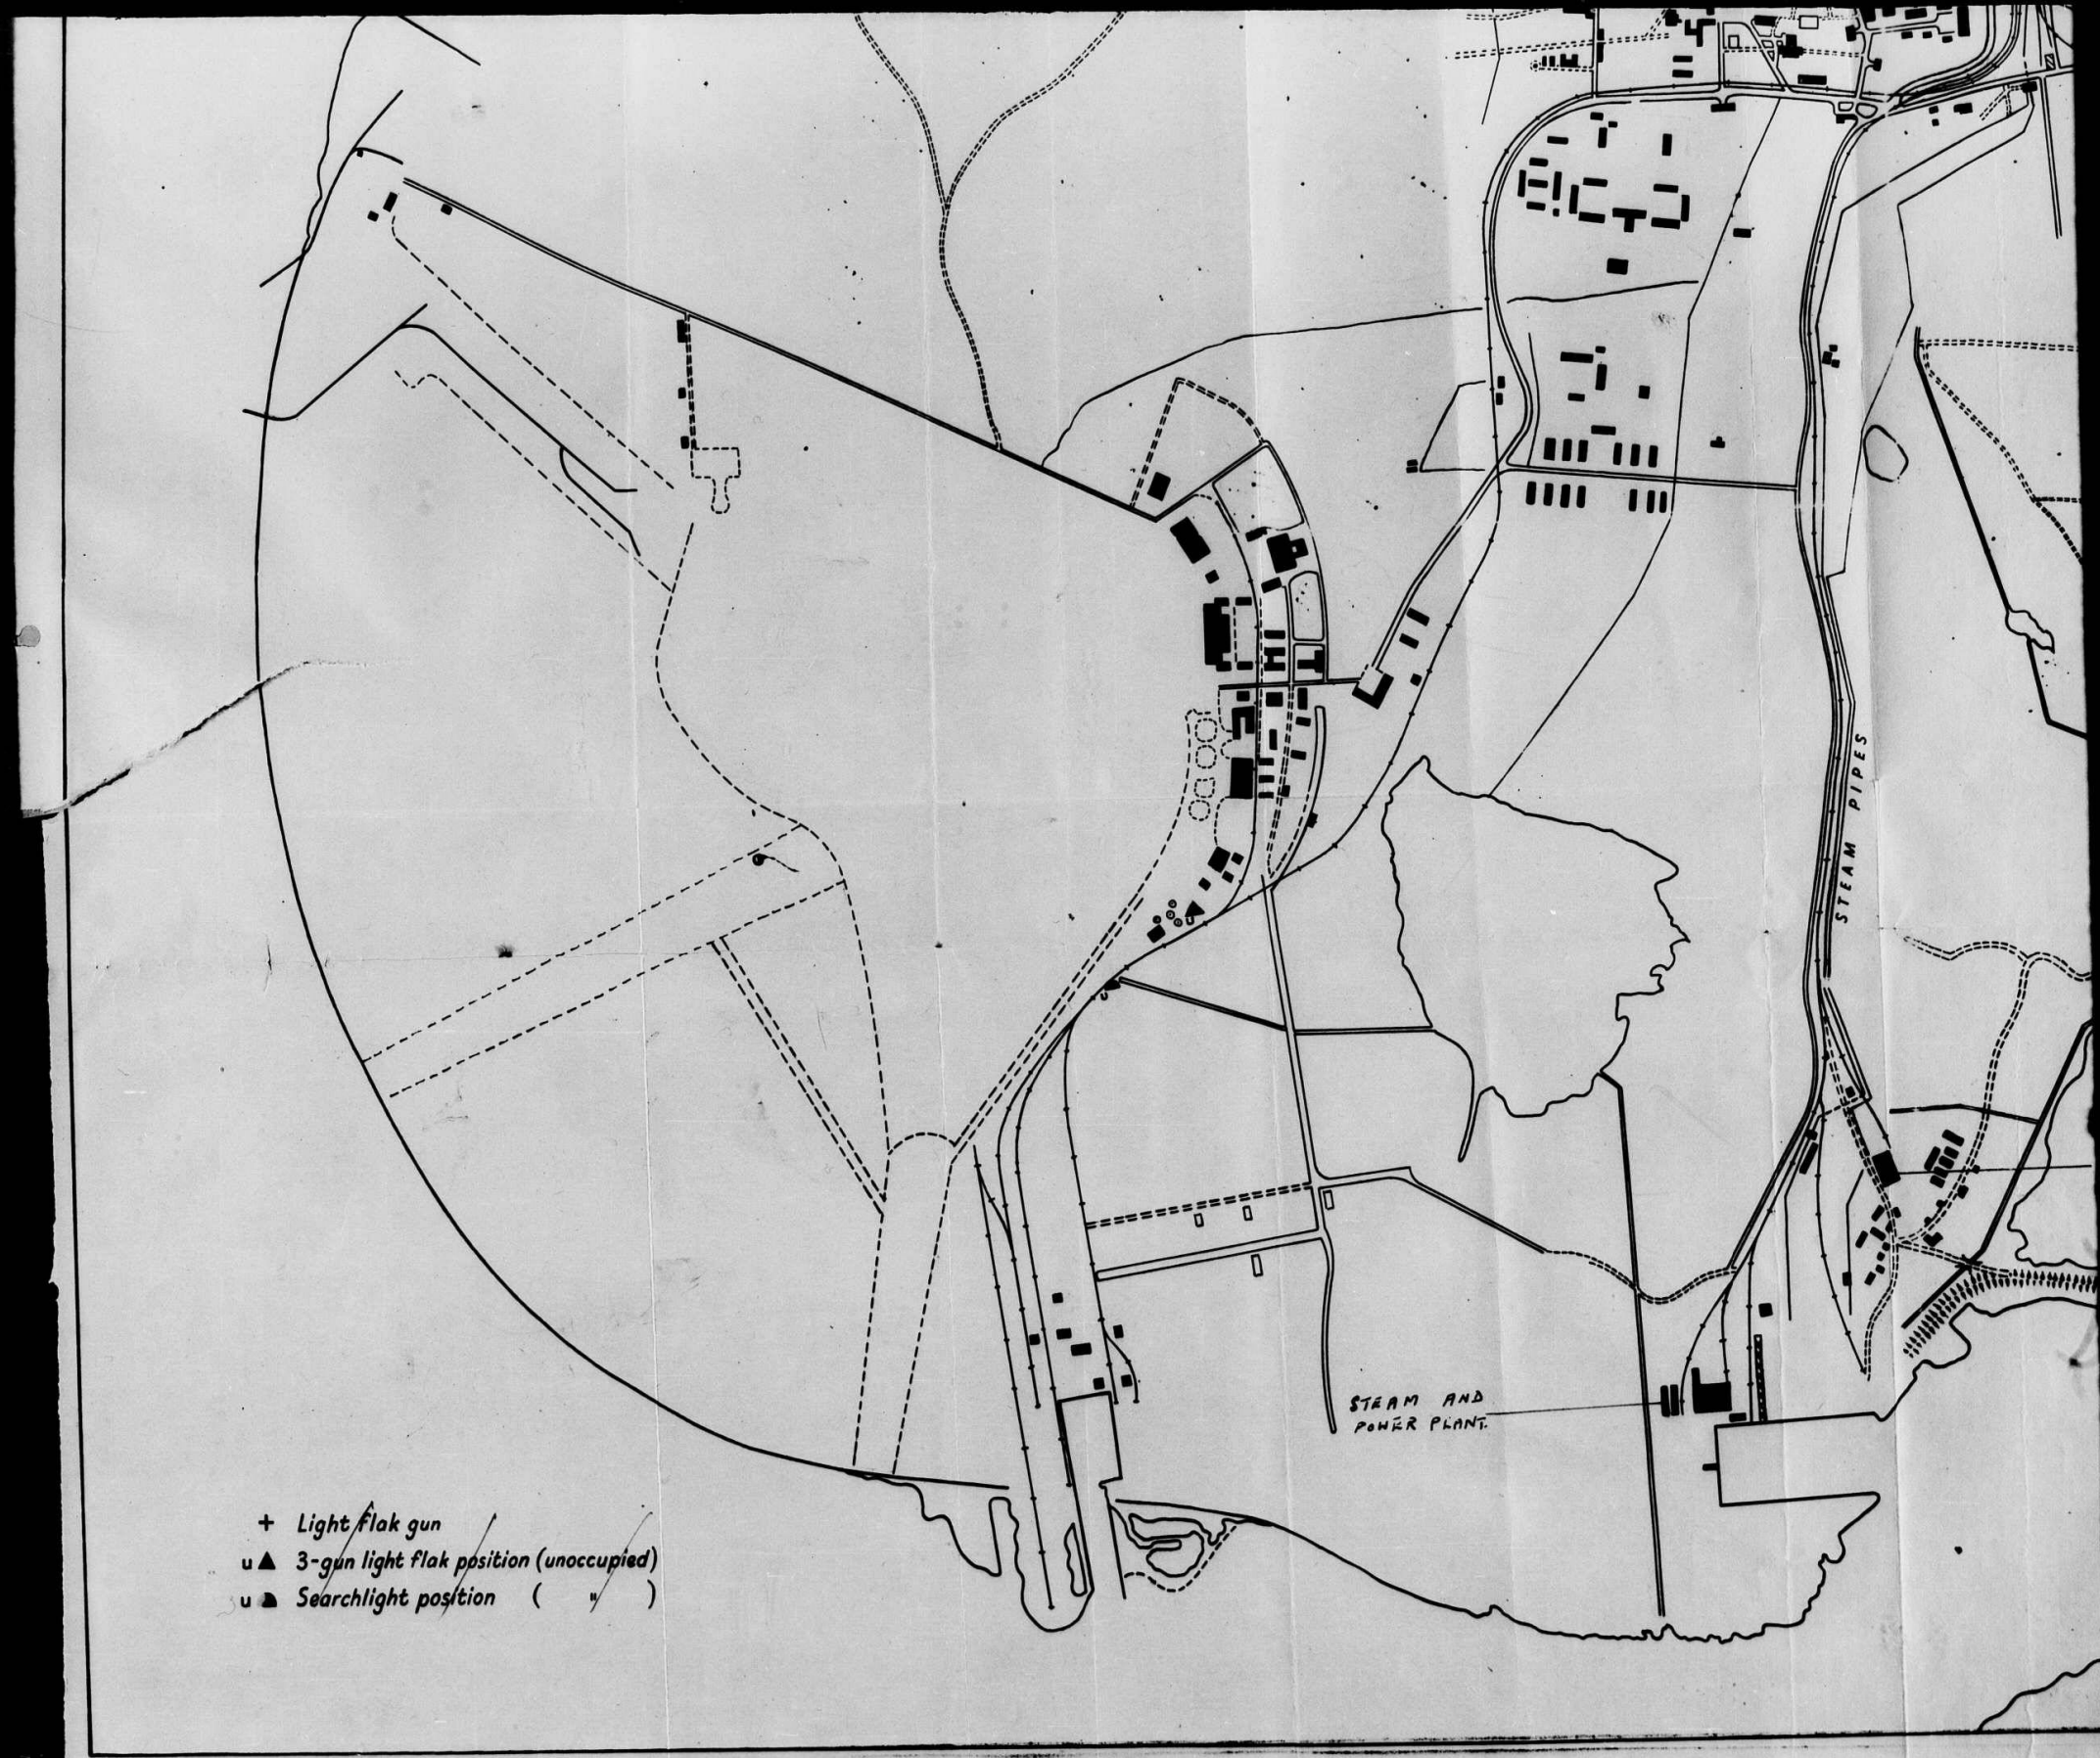 STEAM PIPES
STEAM AND
POWER PLANT.
+ Light flak gun
u ▲ 3-gun light flak position (unoccupied)
u Searchlight position ( " )